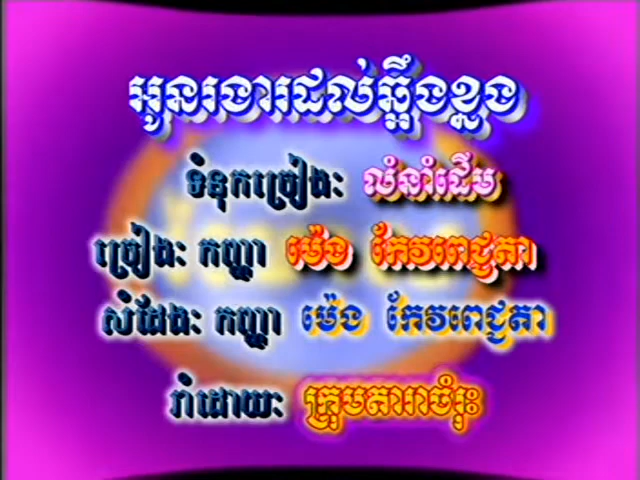 អូនរងារដល់ឆ្អឹងខ្នង
ទំនុកច្រៀង: លំនាំដើម
ច្រៀង: កញ្ញា ម៉េង កែវពេជ្ជតា
សំដែង: កញ្ញា ម៉េង កែវពេជ្ជតា
រាំដោយ: ក្រុមតារាចំរុះ